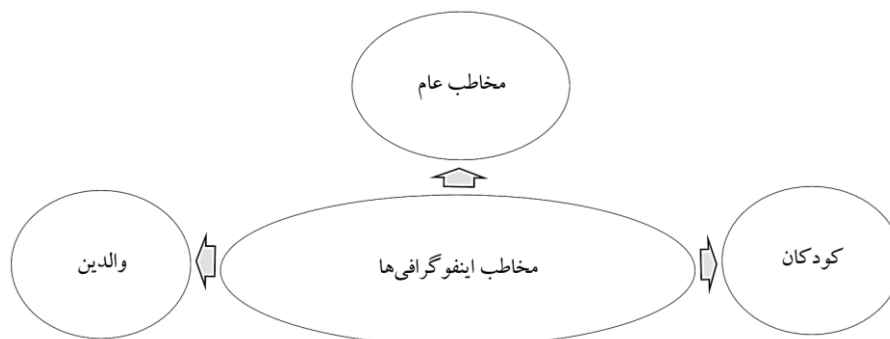 مخاطب عام
کودکان
مخاطب اینفوگرافی‌ها
والدین